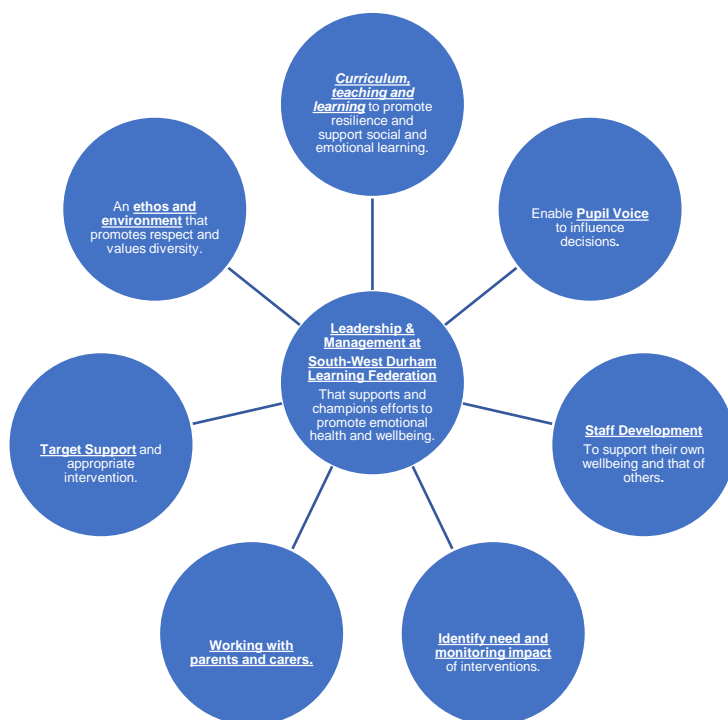 Curriculum,
teaching and
learning to promote
resilience and
support social and
emotional learning.
An ethos and
environment that
promotes respect and
values diversity.
Enable Pupil Voice
to influence
decisions.
Leadership &
Management at
South-West Durham
Learning Federation
That supports and
champions efforts to
promote emotional
health and wellbeing.
Target Support and
appropriate
intervention.
Staff Development
To support their own
wellbeing and that of
others.
Working with
parents and carers.
Identify need and
monitoring impact
of interventions.